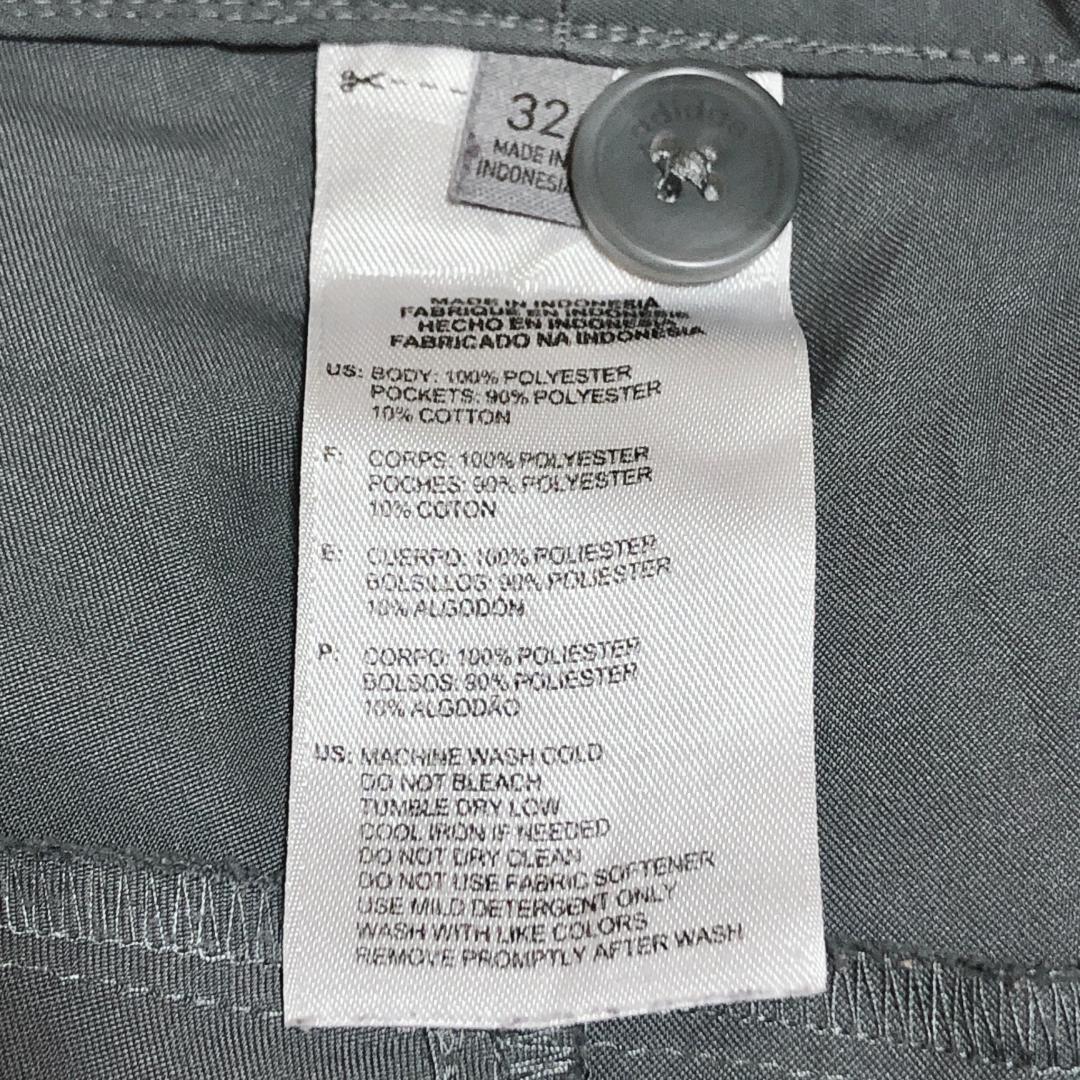 32
MADE IN
INDONESIA
adidas
MADE IN INDONESIA
FABRIQUE EN INDONESIE
HECHO EN INDONESIA
FABRICADO NA INDONESIA
US: BODY: 100% POLYESTER
POCKETS: 90% POLYESTER
10% COTTON
F: CORPS: 100% POLYESTER
POCHES: 90% POLYESTER
10% COTON
E: CUERPO: 100% POLIESTER
BOLSILLOS: 90% POLIESTER
10% ALGODÓN
P: CORPO: 100% POLIÉSTER
BOLSOS: 90% POLIÉSTER
10% ALGODÃO
US: MACHINE WASH COLD
DO NOT BLEACH
TUMBLE DRY LOW
COOL IRON IF NEEDED
DO NOT DRY CLEAN
DO NOT USE FABRIC SOFTENER
USE MILD DETERGENT ONLY
WASH WITH LIKE COLORS
REMOVE PROMPTLY AFTER WASH